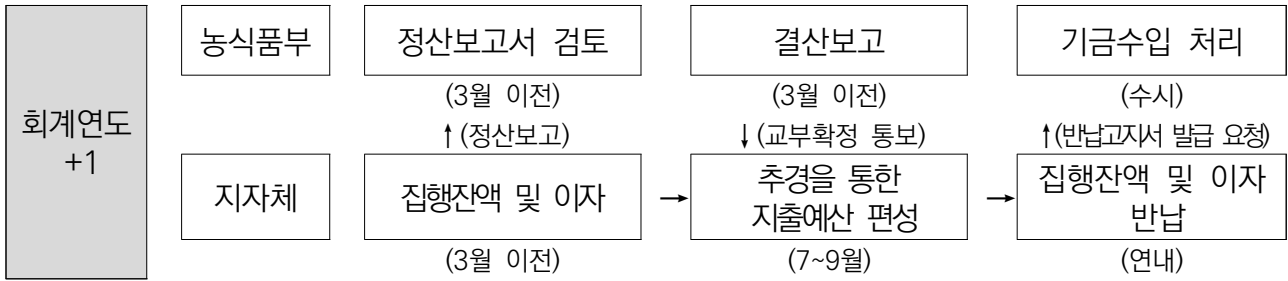 회계연도
+1
농식품부
정산보고서 검토
결산보고
기금수입 처리
(3월 이전)
(3월 이전)
(수시)
↑(정산보고)
↓(교부확정 통보)
↑(반납고지서 발급 요청)
지자체
집행잔액 및 이자
→
추경을 통한
지출예산 편성
→
집행잔액 및 이자
반납
(3월 이전)
(7~9월)
(연내)